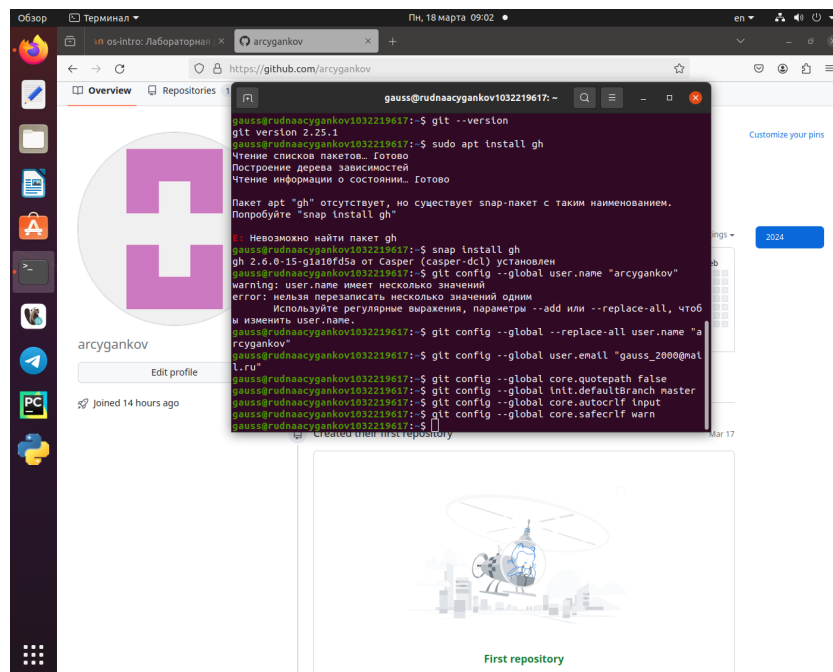 Обзор
Терминал
Пн, 18 марта 09:02
en
os-intro: Лабораторная
arcygankov
https://github.com/arcygankov
Overview
Repositories
Customize your pins
gauss@rudnaacygankov1032219617: ~
gauss@rudnaacygankov1032219617:~$ git --version
git version 2.25.1
gauss@rudnaacygankov1032219617:~$ sudo apt install gh
Чтение списков пакетов… Готово
Построение дерева зависимостей
Чтение информации о состоянии… Готово
Пакет apt "gh" отсутствует, но существует snap-пакет с таким наименованием.
Попробуйте "snap install gh"
E: Невозможно найти пакет gh
gauss@rudnaacygankov1032219617:~$ snap install gh
gh 2.6.0-15-g1a10fd5a от Casper (casper-dcl) установлен
gauss@rudnaacygankov1032219617:~$ git config --global user.name "arcygankov"
warning: user.name имеет несколько значений
error: нельзя перезаписать несколько значений одним
Используйте регулярные выражения, параметры --add или --replace-all, чтоб
ы изменить user.name.
gauss@rudnaacygankov1032219617:~$ git config --global --replace-all user.name "a
rcygankov"
gauss@rudnaacygankov1032219617:~$ git config --global user.email "gauss_2000@mai
l.ru"
gauss@rudnaacygankov1032219617:~$ git config --global core.quotepath false
gauss@rudnaacygankov1032219617:~$ git config --global init.defaultBranch master
gauss@rudnaacygankov1032219617:~$ git config --global core.autocrlf input
gauss@rudnaacygankov1032219617:~$ git config --global core.safecrlf warn
gauss@rudnaacygankov1032219617:~$
ings
2024
eb
arcygankov
Edit profile
Joined 14 hours ago
Created their first repository
Mar 17
First repository
PC